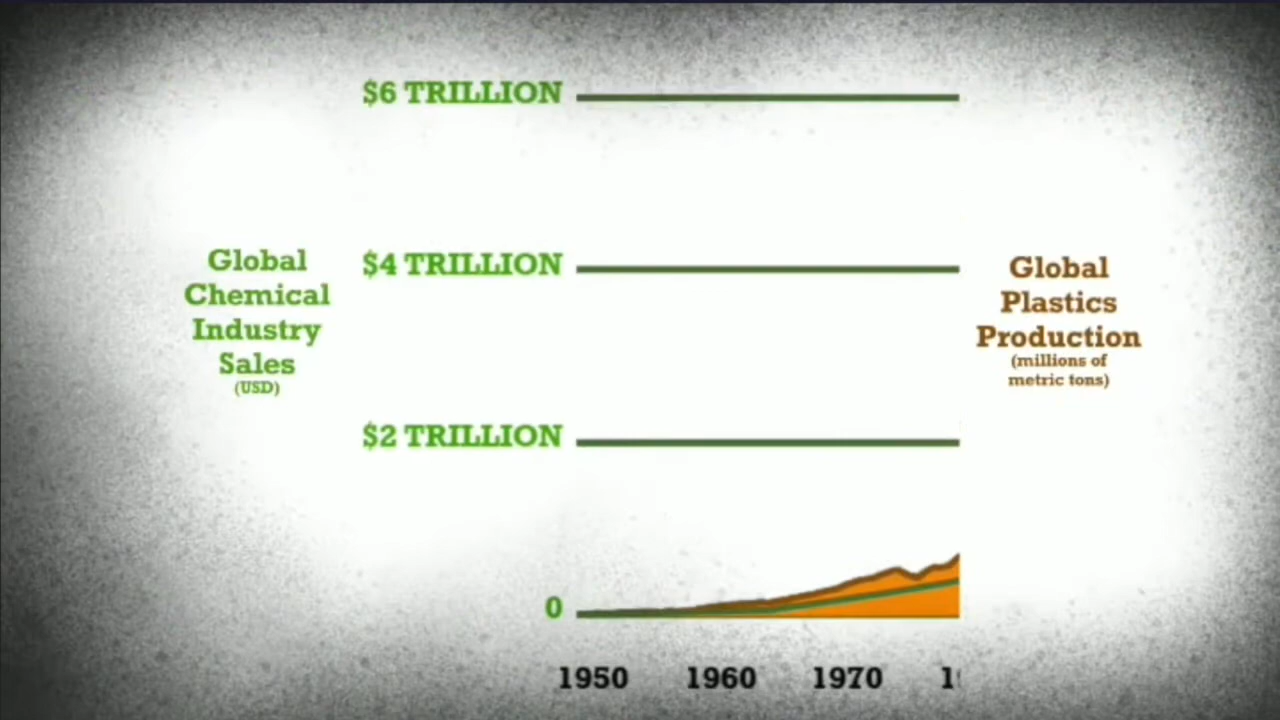 $6 TRILLION
Global
Chemical
Industry
Sales
(USD)
$4 TRILLION
Global
Plastics
Production
(millions of
metric tons)
$2 TRILLION
0
1950 1960 1970